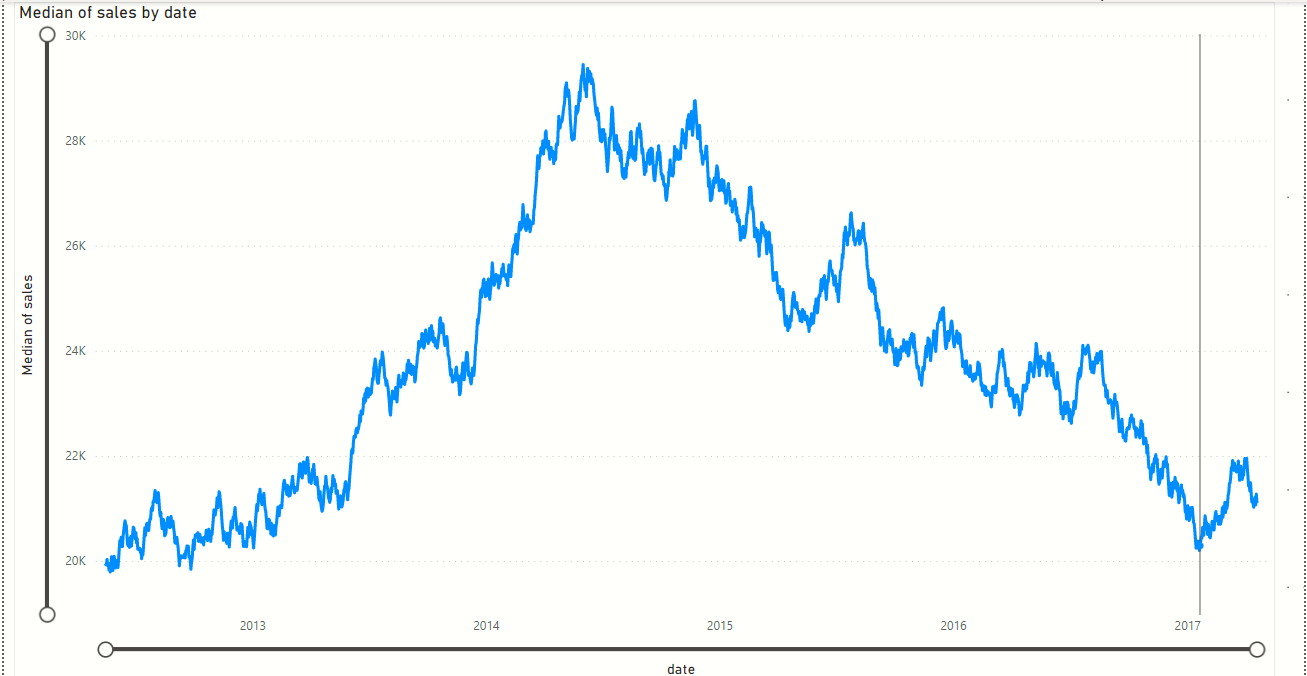 Median of sales by date
30K
28K
26K
24K
22K
20K
Median of sales
2013 2014 2015 2016 2017
date